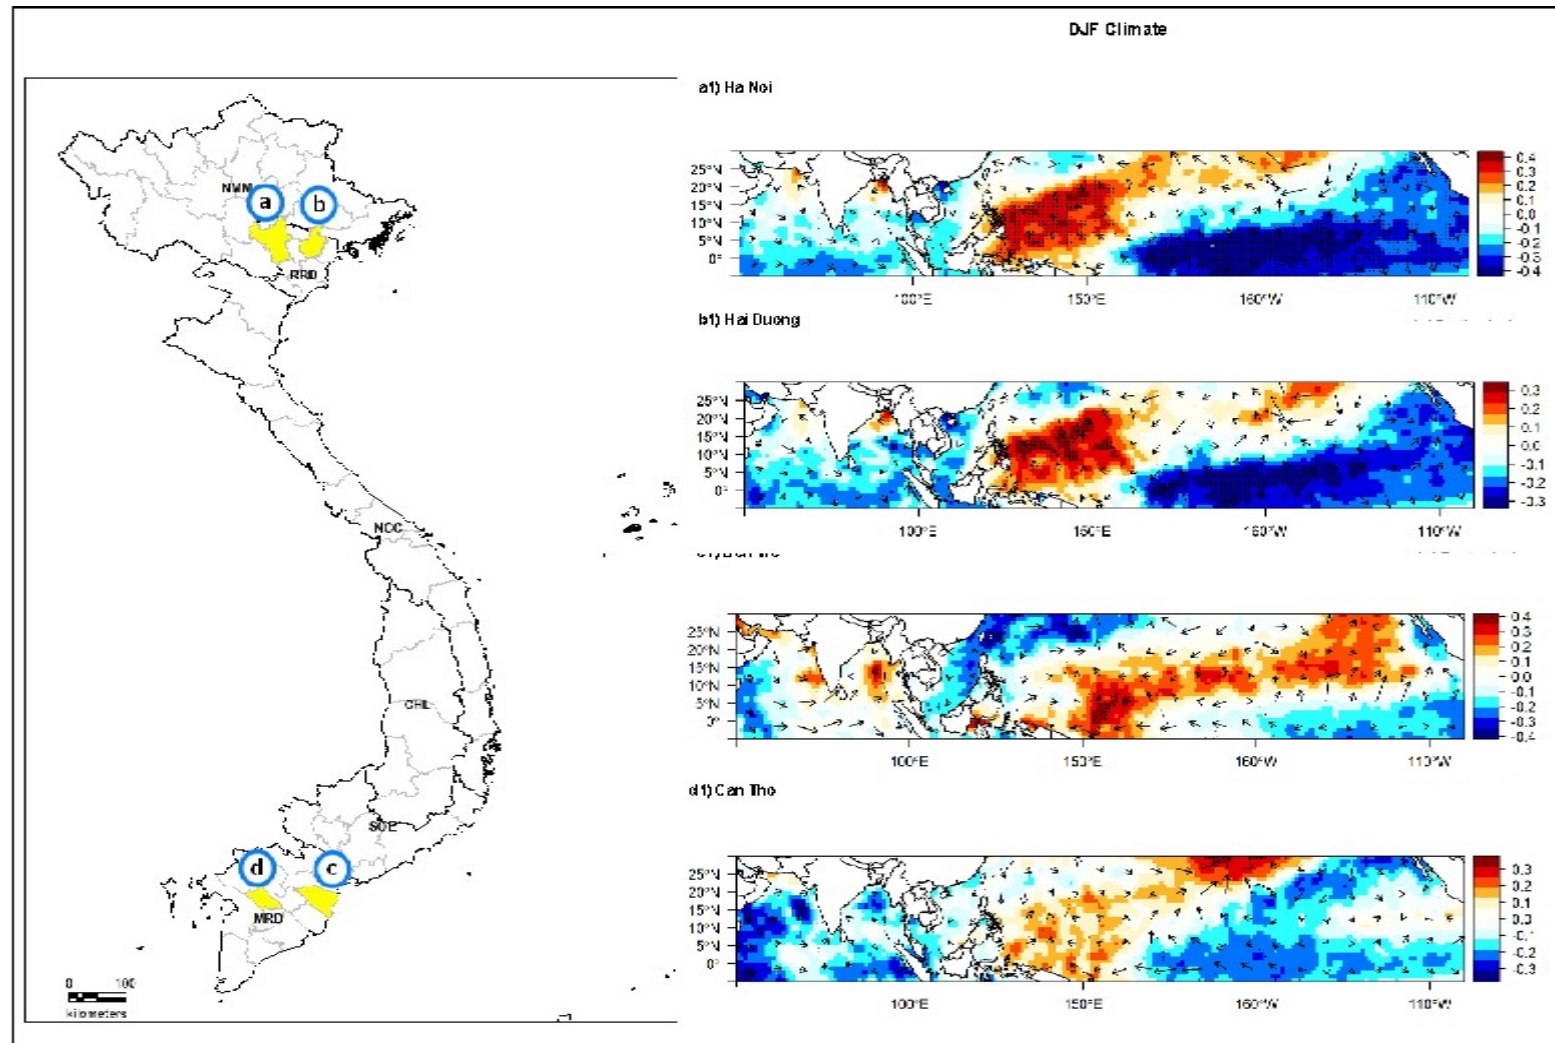 DJF Climate
a1) Ha Noi
NMM
a
b
RRD
NCC
CHL
SOE
d
c
MRD
0 100
kilometers
25°N
20°N
15°N
10°N
5°N
0°
0.4
0.3
0.2
0.1
0.0
-0.1
-0.2
-0.3
-0.4
100°E 150°E 160°W 110°W
b1) Hai Duong
25°N
20°N
15°N
10°N
5°N
0°
0.3
0.2
0.1
0.0
-0.1
-0.2
-0.3
100°E 150°E 160°W 110°W
25°N
20°N
15°N
10°N
5°N
0°
0.4
0.3
0.2
0.1
0.0
-0.1
-0.2
-0.3
-0.4
100°E 150°E 160°W 110°W
d1) Can Tho
25°N
20°N
15°N
10°N
5°N
0°
0.3
0.2
0.1
0.0
-0.1
-0.2
-0.3
100°E 150°E 160°W 110°W